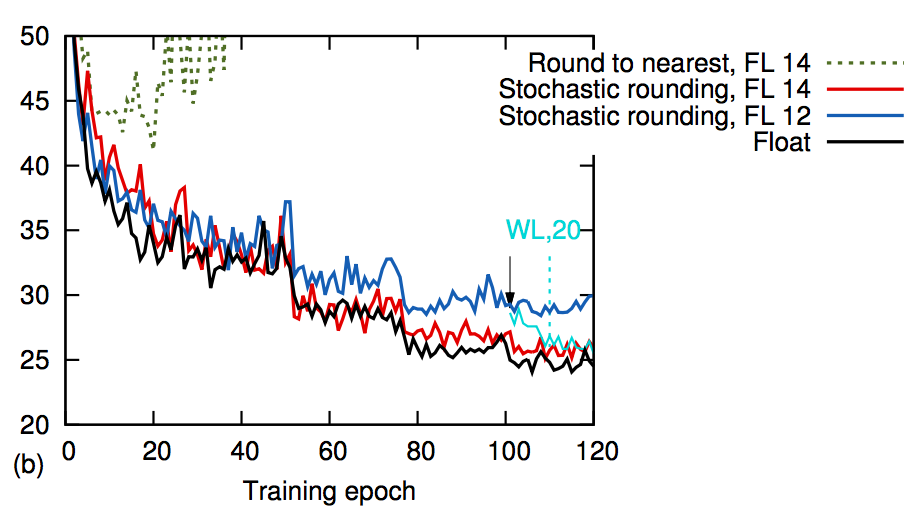 50
45
40
35
30
25
20
Round to nearest, FL 14
Stochastic rounding, FL 14
Stochastic rounding, FL 12
Float
WL,20
0 20 40 60 80 100 120
(b)
Training epoch